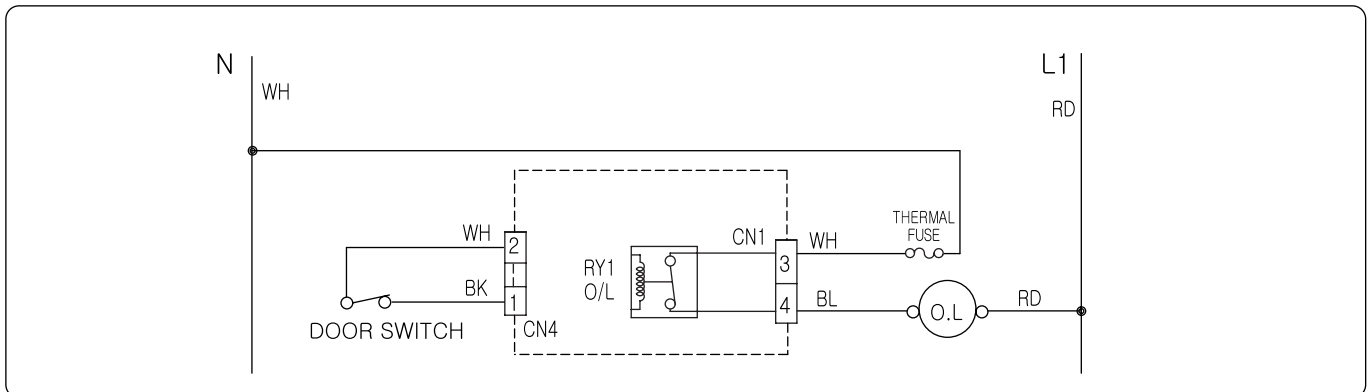 N
L1
WH
RD
THERMAL
FUSE
WH
2
CN1
WH
3
RY1
O/L
BK
1
4
BL
O.L
RD
CN4
DOOR SWITCH